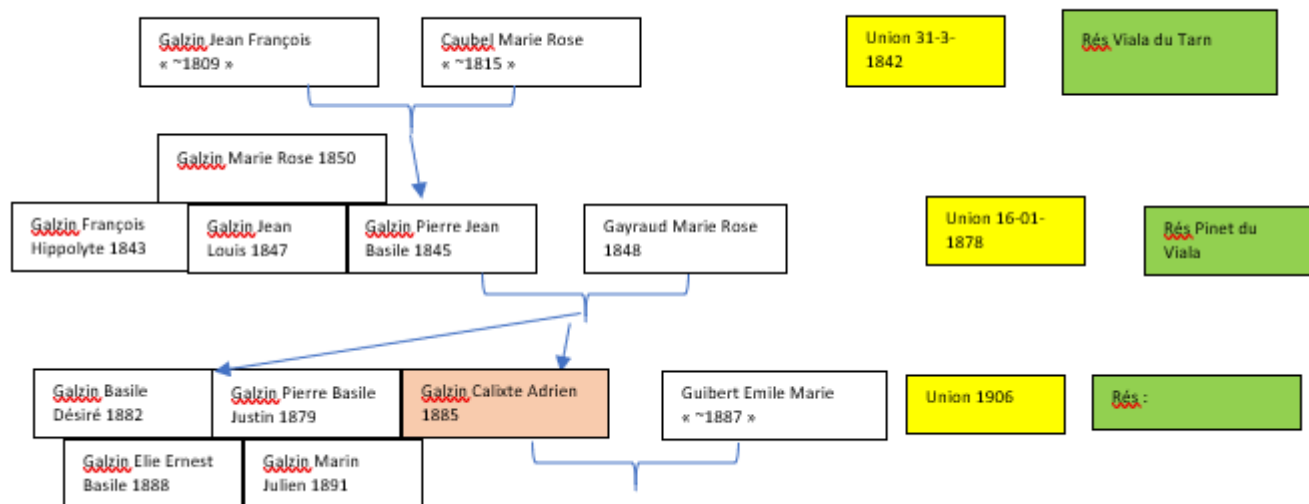 Galzin Jean François
« ~1809 »
Caubel Marie Rose
« ~1815 »
Union 31-3-
1842
Rés Viala du Tarn
Galzin Marie Rose 1850
Galzin François
Hippolyte 1843
Galzin Jean
Louis 1847
Galzin Pierre Jean
Basile 1845
Gayraud Marie Rose
1848
Union 16-01-
1878
Rés Pinet du
Viala
Galzin Basile
Désiré 1882
Galzin Pierre Basile
Justin 1879
Galzin Calixte Adrien
1885
Guibert Emile Marie
« ~1887 »
Union 1906
Rés :
Galzin Elie Ernest
Basile 1888
Galzin Marin
Julien 1891